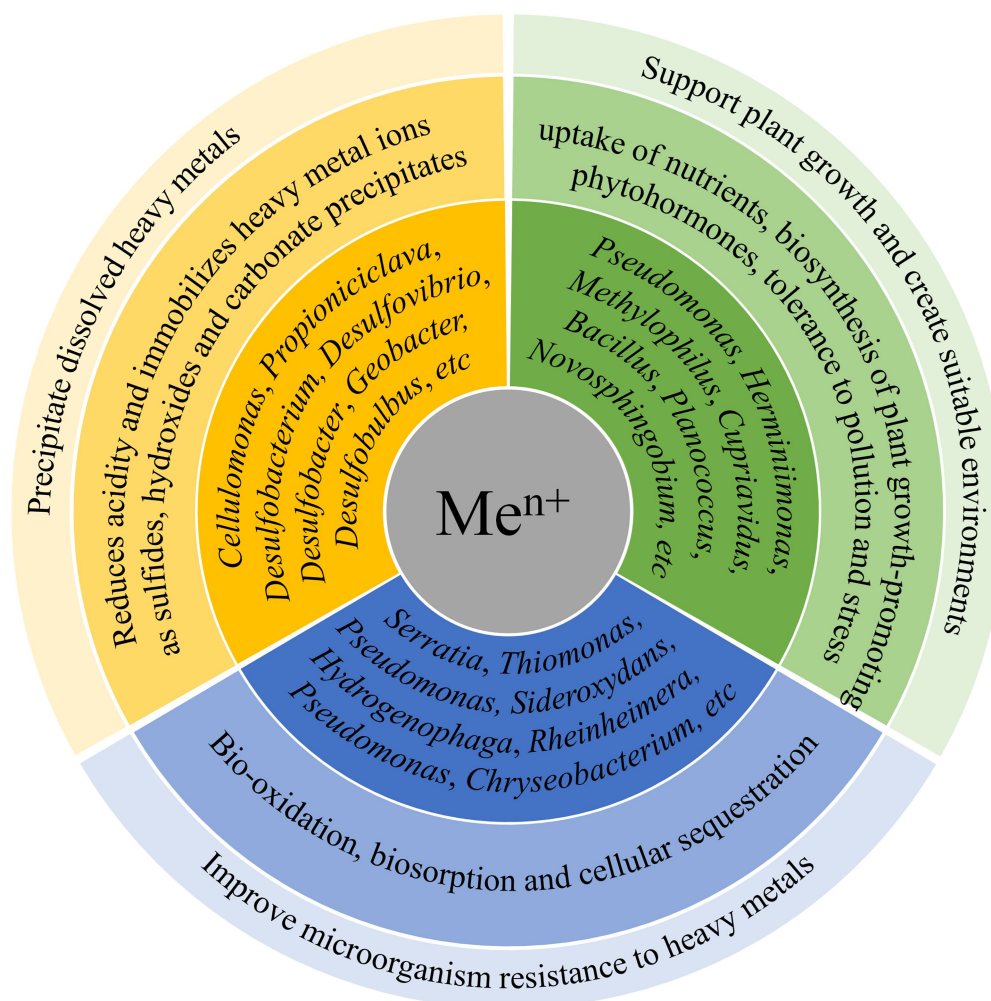 Precipitate dissolved heavy metals
Reduces acidity and immobilizes heavy metal ions
as sulfides, hydroxides and carbonate precipitates
Cellulomonas, Propioniciclava,
Desulfobacterium, Desulfovibrio,
Desulfobacter, Geobacter,
Desulfobulbus, etc
Support plant growth and create suitable environments
uptake of nutrients, biosynthesis of plant growth-promoting
phytohormones, tolerance to pollution and stress
Pseudomonas, Herminiimonas,
Methylophilus, Cupriavidus,
Bacillus, Planococcus,
Novosphingobium, etc
Meⁿ⁺
Serratia, Thiomonas,
Pseudomonas, Sideroxydans,
Hydrogenophaga, Rheinheimera,
Pseudomonas, Chryseobacterium, etc
Bio-oxidation, biosorption and cellular sequestration
Improve microorganism resistance to heavy metals